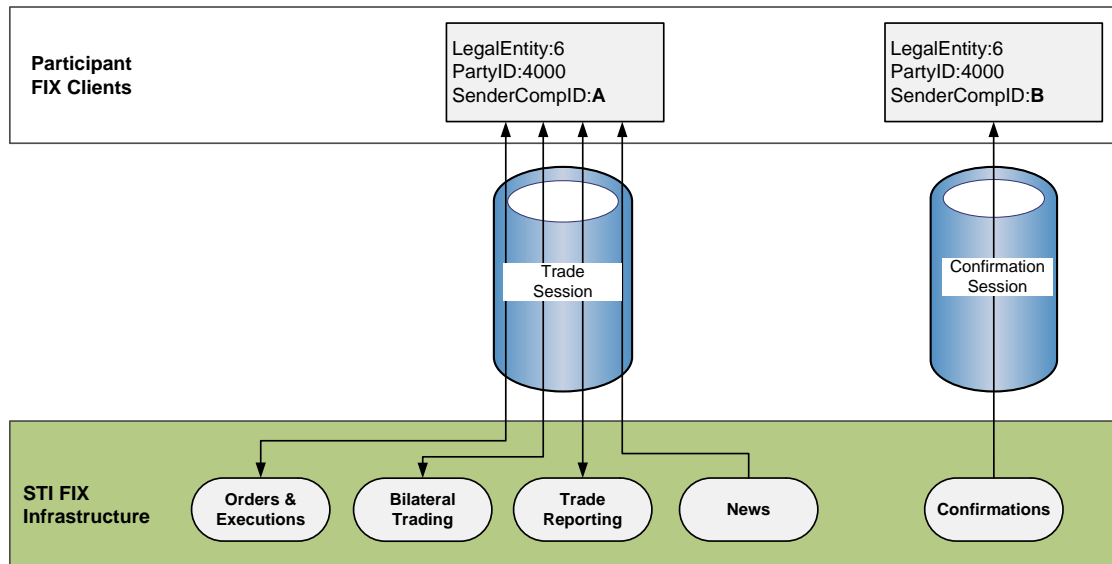 Participant
FIX Clients
LegalEntity:6
PartyID:4000
SenderCompID:A
LegalEntity:6
PartyID:4000
SenderCompID:B
Trade
Session
Confirmation
Session
STI FIX
Infrastructure
Orders &
Executions
Bilateral
Trading
Trade
Reporting
News
Confirmations